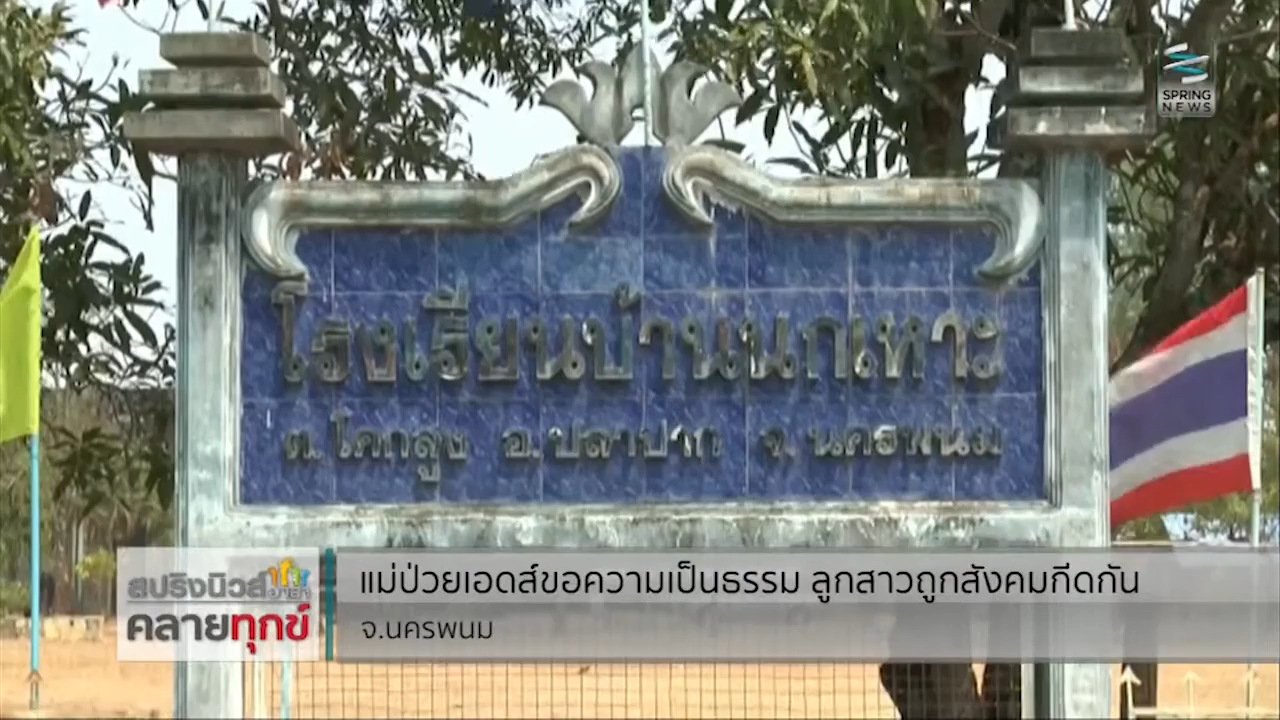 SPRING
NEWS
โรงเรียนบ้านนกเหาะ
ต.โคกสูง อ.ปลาปาก จ.นครพนม
สปริงนิวส์อาสา
คลายทุกข์
แม่ป่วยเอดส์ขอความเป็นธรรม ลูกสาวถูกสังคมกีดกัน
จ.นครพนม